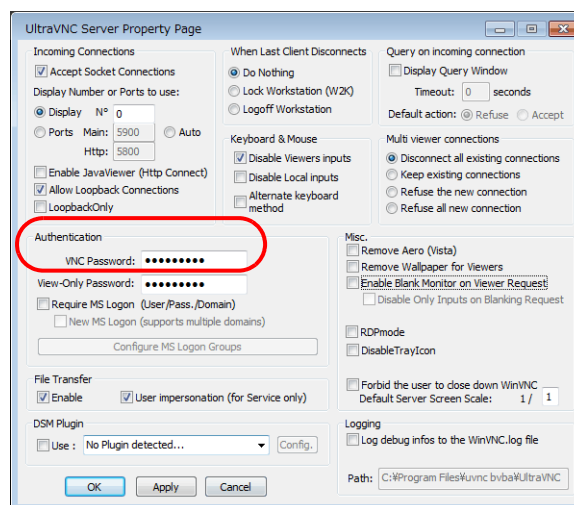 UltraVNC Server Property Page
Incoming Connections
Accept Socket Connections
Display Number or Ports to use:
Display N° 0
Ports Main: 5900 Auto
Http: 5800
Enable JavaViewer (Http Connect)
Allow Loopback Connections
LoopbackOnly
When Last Client Disconnects
Do Nothing
Lock Workstation (W2K)
Logoff Workstation
Keyboard & Mouse
Disable Viewers inputs
Disable Local inputs
Alternate keyboard
method
Query on incoming connection
Display Query Window
Timeout: 0 seconds
Default action: Refuse Accept
Multi viewer connections
Disconnect all existing connections
Keep existing connections
Refuse the new connection
Refuse all new connection
Authentication
VNC Password: •••••••••
View-Only Password: •••••••••
Require MS Logon (User/Pass./Domain)
New MS Logon (supports multiple domains)
Configure MS Logon Groups
Misc.
Remove Aero (Vista)
Remove Wallpaper for Viewers
Enable Blank Monitor on Viewer Request
Disable Only Inputs on Blanking Request
RDPmode
DisableTrayIcon
Forbid the user to close down WinVNC
Default Server Screen Scale: 1 / 1
File Transfer
Enable User impersonation (for Service only)
DSM Plugin
Use : No Plugin detected... Config.
Logging
Log debug infos to the WinVNC.log file
Path: C:¥Program Files¥uvnc bvba¥UltraVNC
OK Apply Cancel